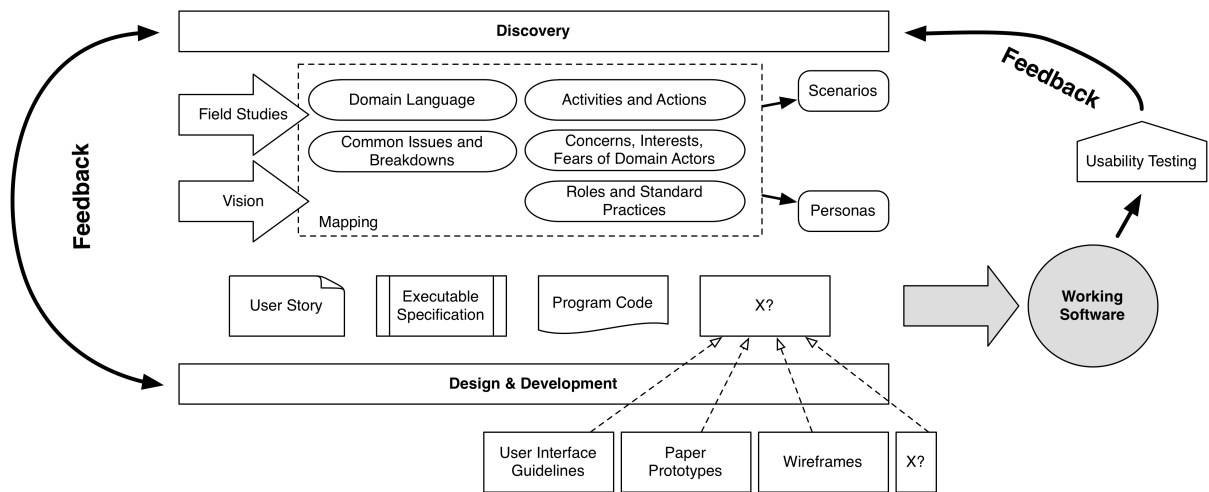 Discovery
Feedback
Feedback
Field Studies
Domain Language
Activities and Actions
Scenarios
Common Issues and
Breakdowns
Concerns, Interests,
Fears of Domain Actors
Usability Testing
Vision
Roles and Standard
Practices
Personas
Mapping
User Story
Executable
Specification
Program Code
X?
Working
Software
Design & Development
User Interface
Guidelines
Paper
Prototypes
Wireframes
X?